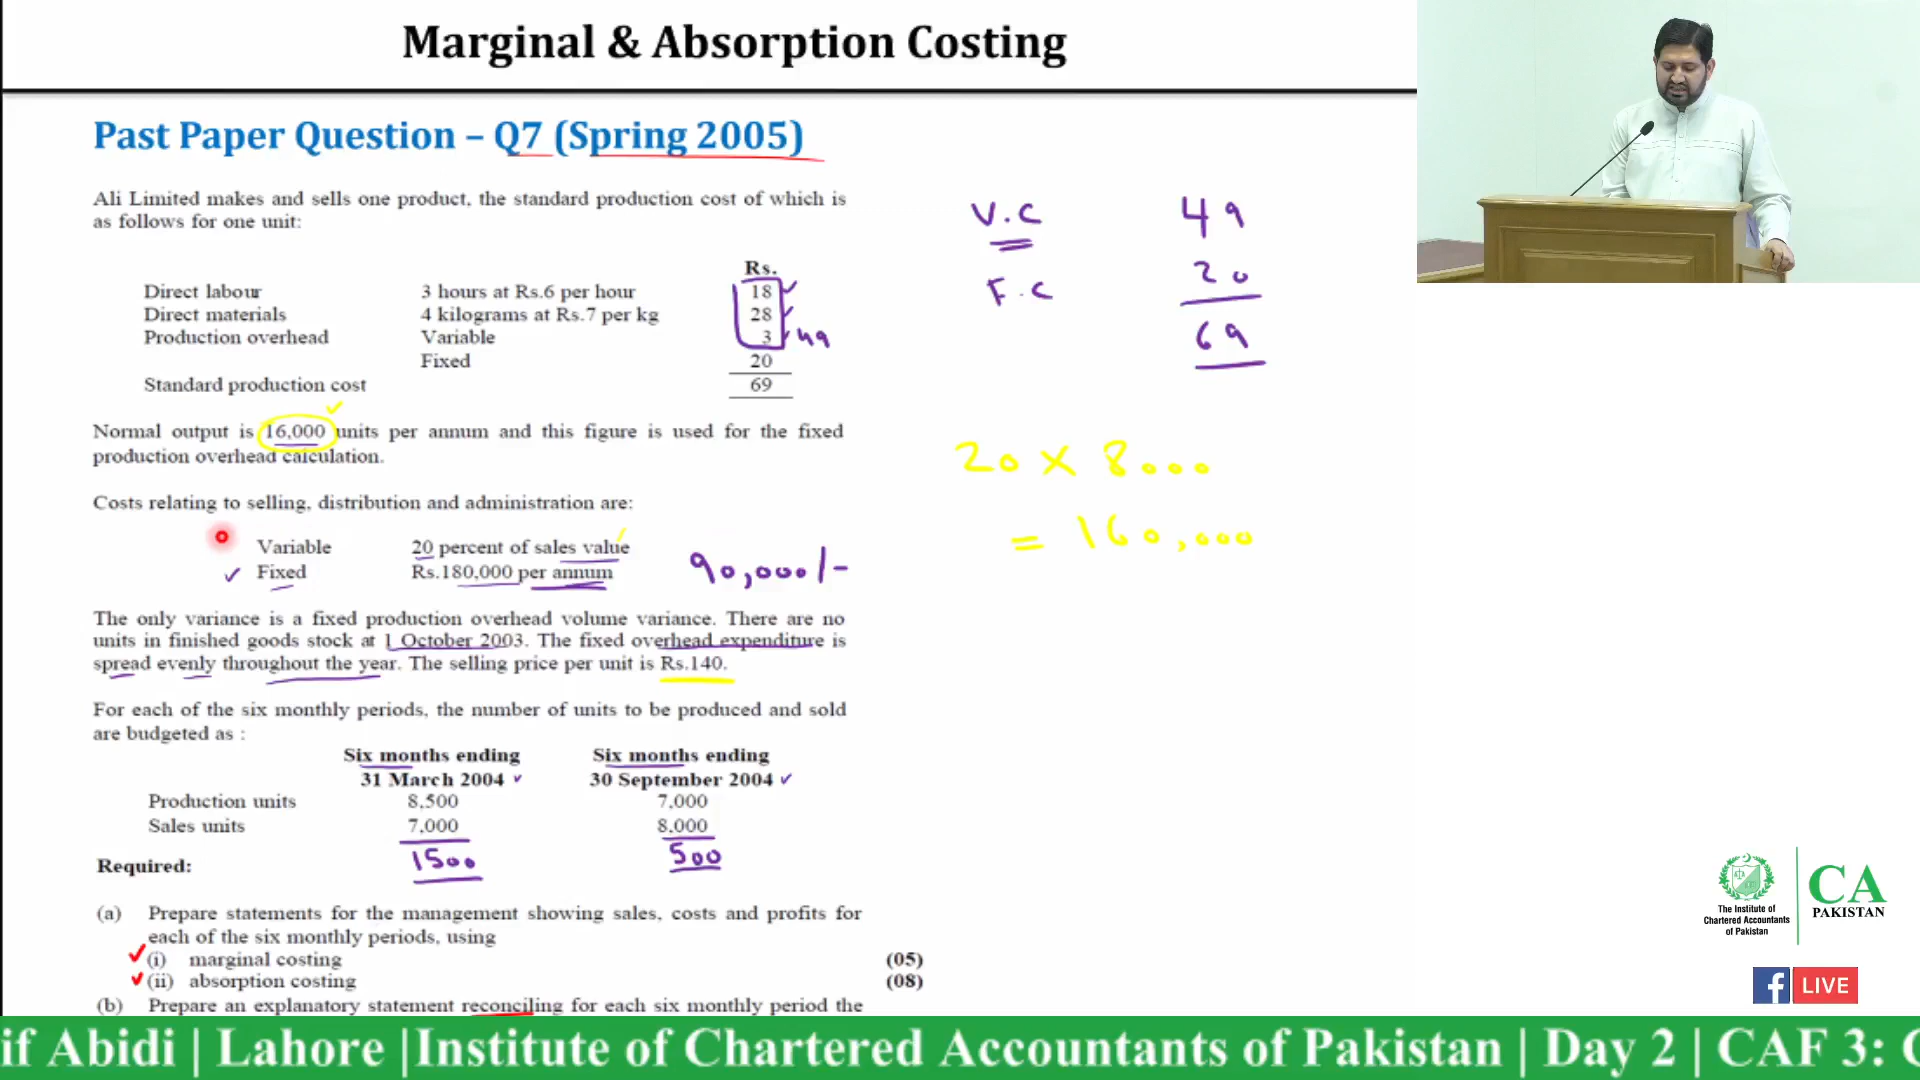 Marginal & Absorption Costing
Past Paper Question – Q7 (Spring 2005)
Ali Limited makes and sells one product, the standard production cost of which is
as follows for one unit:
Rs.
Direct labour 3 hours at Rs.6 per hour 18
Direct materials 4 kilograms at Rs.7 per kg 28
Production overhead Variable 3 49
Fixed 20
Standard production cost 69
V.C 49
F.C 20
69
Normal output is 16,000 units per annum and this figure is used for the fixed
production overhead calculation.
20 x 8000
= 160,000
Costs relating to selling, distribution and administration are:
Variable 20 percent of sales value
Fixed Rs.180,000 per annum 90,000/-
The only variance is a fixed production overhead volume variance. There are no
units in finished goods stock at 1 October 2003. The fixed overhead expenditure is
spread evenly throughout the year. The selling price per unit is Rs.140.
For each of the six monthly periods, the number of units to be produced and sold
are budgeted as :
Six months ending Six months ending
31 March 2004 30 September 2004
Production units 8,500 7,000
Sales units 7,000 8,000
1500 500
Required:
(a) Prepare statements for the management showing sales, costs and profits for
each of the six monthly periods, using
(i) marginal costing (05)
(ii) absorption costing (08)
(b) Prepare an explanatory statement reconciling for each six monthly period the
The Institute of
Chartered Accountants
of Pakistan
CA
PAKISTAN
f LIVE
if Abidi | Lahore |Institute of Chartered Accountants of Pakistan | Day 2 | CAF 3: